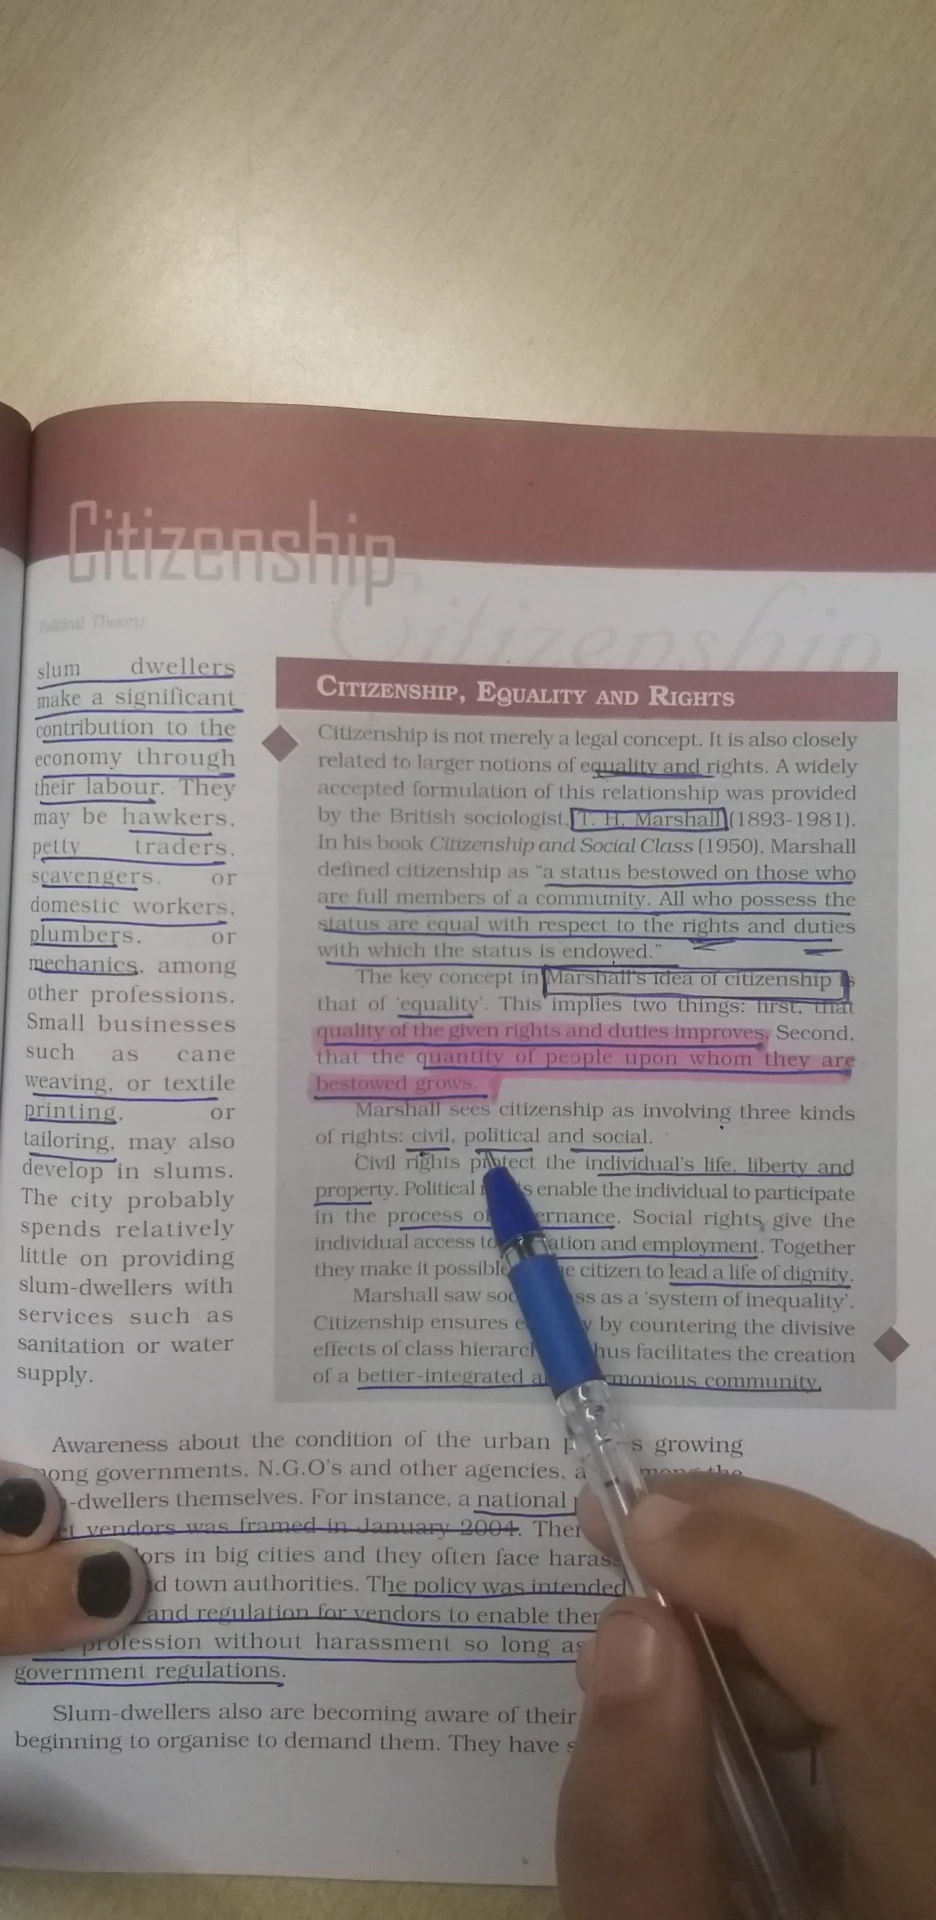 Citizenship
Citizenship
Political Theory
slum dwellers
make a significant
contribution to the
economy through
their labour. They
may be hawkers,
petty traders,
scavengers, or
domestic workers,
plumbers, or
mechanics, among
other professions.
Small businesses
such as cane
weaving, or textile
printing, or
tailoring, may also
develop in slums.
The city probably
spends relatively
little on providing
slum-dwellers with
services such as
sanitation or water
supply.
CITIZENSHIP, EQUALITY AND RIGHTS
Citizenship is not merely a legal concept. It is also closely
related to larger notions of equality and rights. A widely
accepted formulation of this relationship was provided
by the British sociologist, T. H. Marshall (1893-1981).
In his book Citizenship and Social Class (1950), Marshall
defined citizenship as "a status bestowed on those who
are full members of a community. All who possess the
status are equal with respect to the rights and duties
with which the status is endowed."
The key concept in Marshall's idea of citizenship is
that of 'equality'. This implies two things: first, that
quality of the given rights and duties improves. Second,
that the quantity of people upon whom they are
bestowed grows.
Marshall sees citizenship as involving three kinds
of rights: civil, political and social.
Civil rights protect the individual's life, liberty and
property. Political enable the individual to participate
in the process of Social rights give the
individual access to and employment. Together
they make it possible citizen to lead a life of dignity.
Marshall saw as a 'system of inequality'.
Citizenship ensures by countering the divisive
effects of class facilitates the creation
of a better-integrated community.
Awareness about the condition of the urban growing
governments, N.G.O's and other agencies,
-dwellers themselves. For instance, a national
vendors was framed in January 2004.
in big cities and they often face
town authorities. The policy was intended
and regulation for vendors to enable
profession without harassment so long as
government regulations.
Slum-dwellers also are becoming aware of their
beginning to organise to demand them. They have